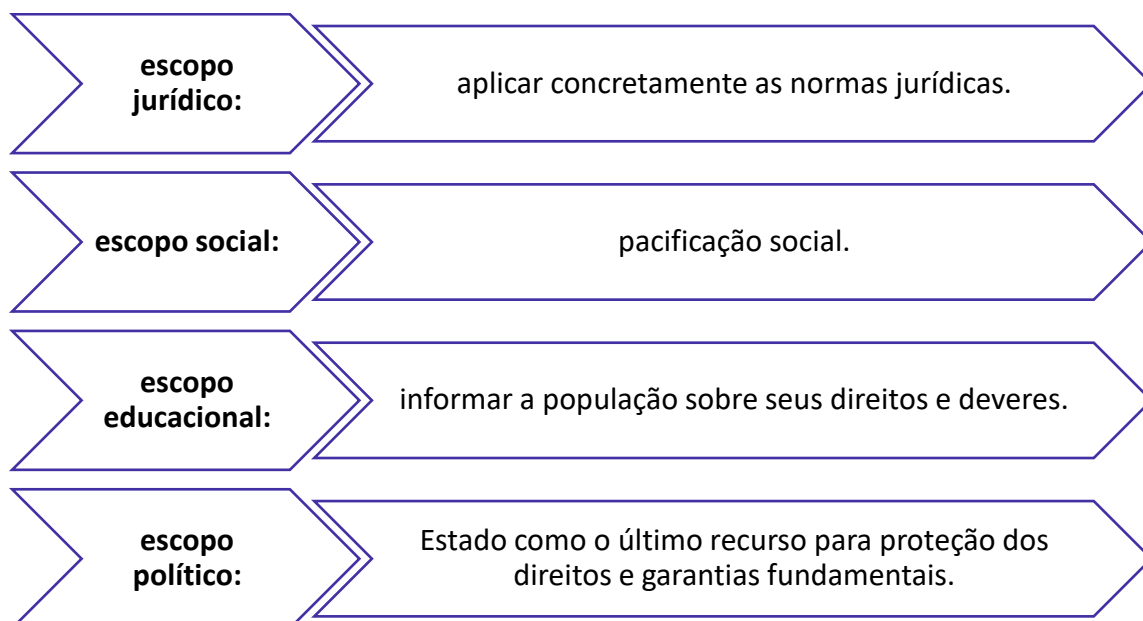 escopo
jurídico:
aplicar concretamente as normas jurídicas.
escopo social:
pacificação social.
escopo
educacional:
informar a população sobre seus direitos e deveres.
escopo
político:
Estado como o último recurso para proteção dos
direitos e garantias fundamentais.